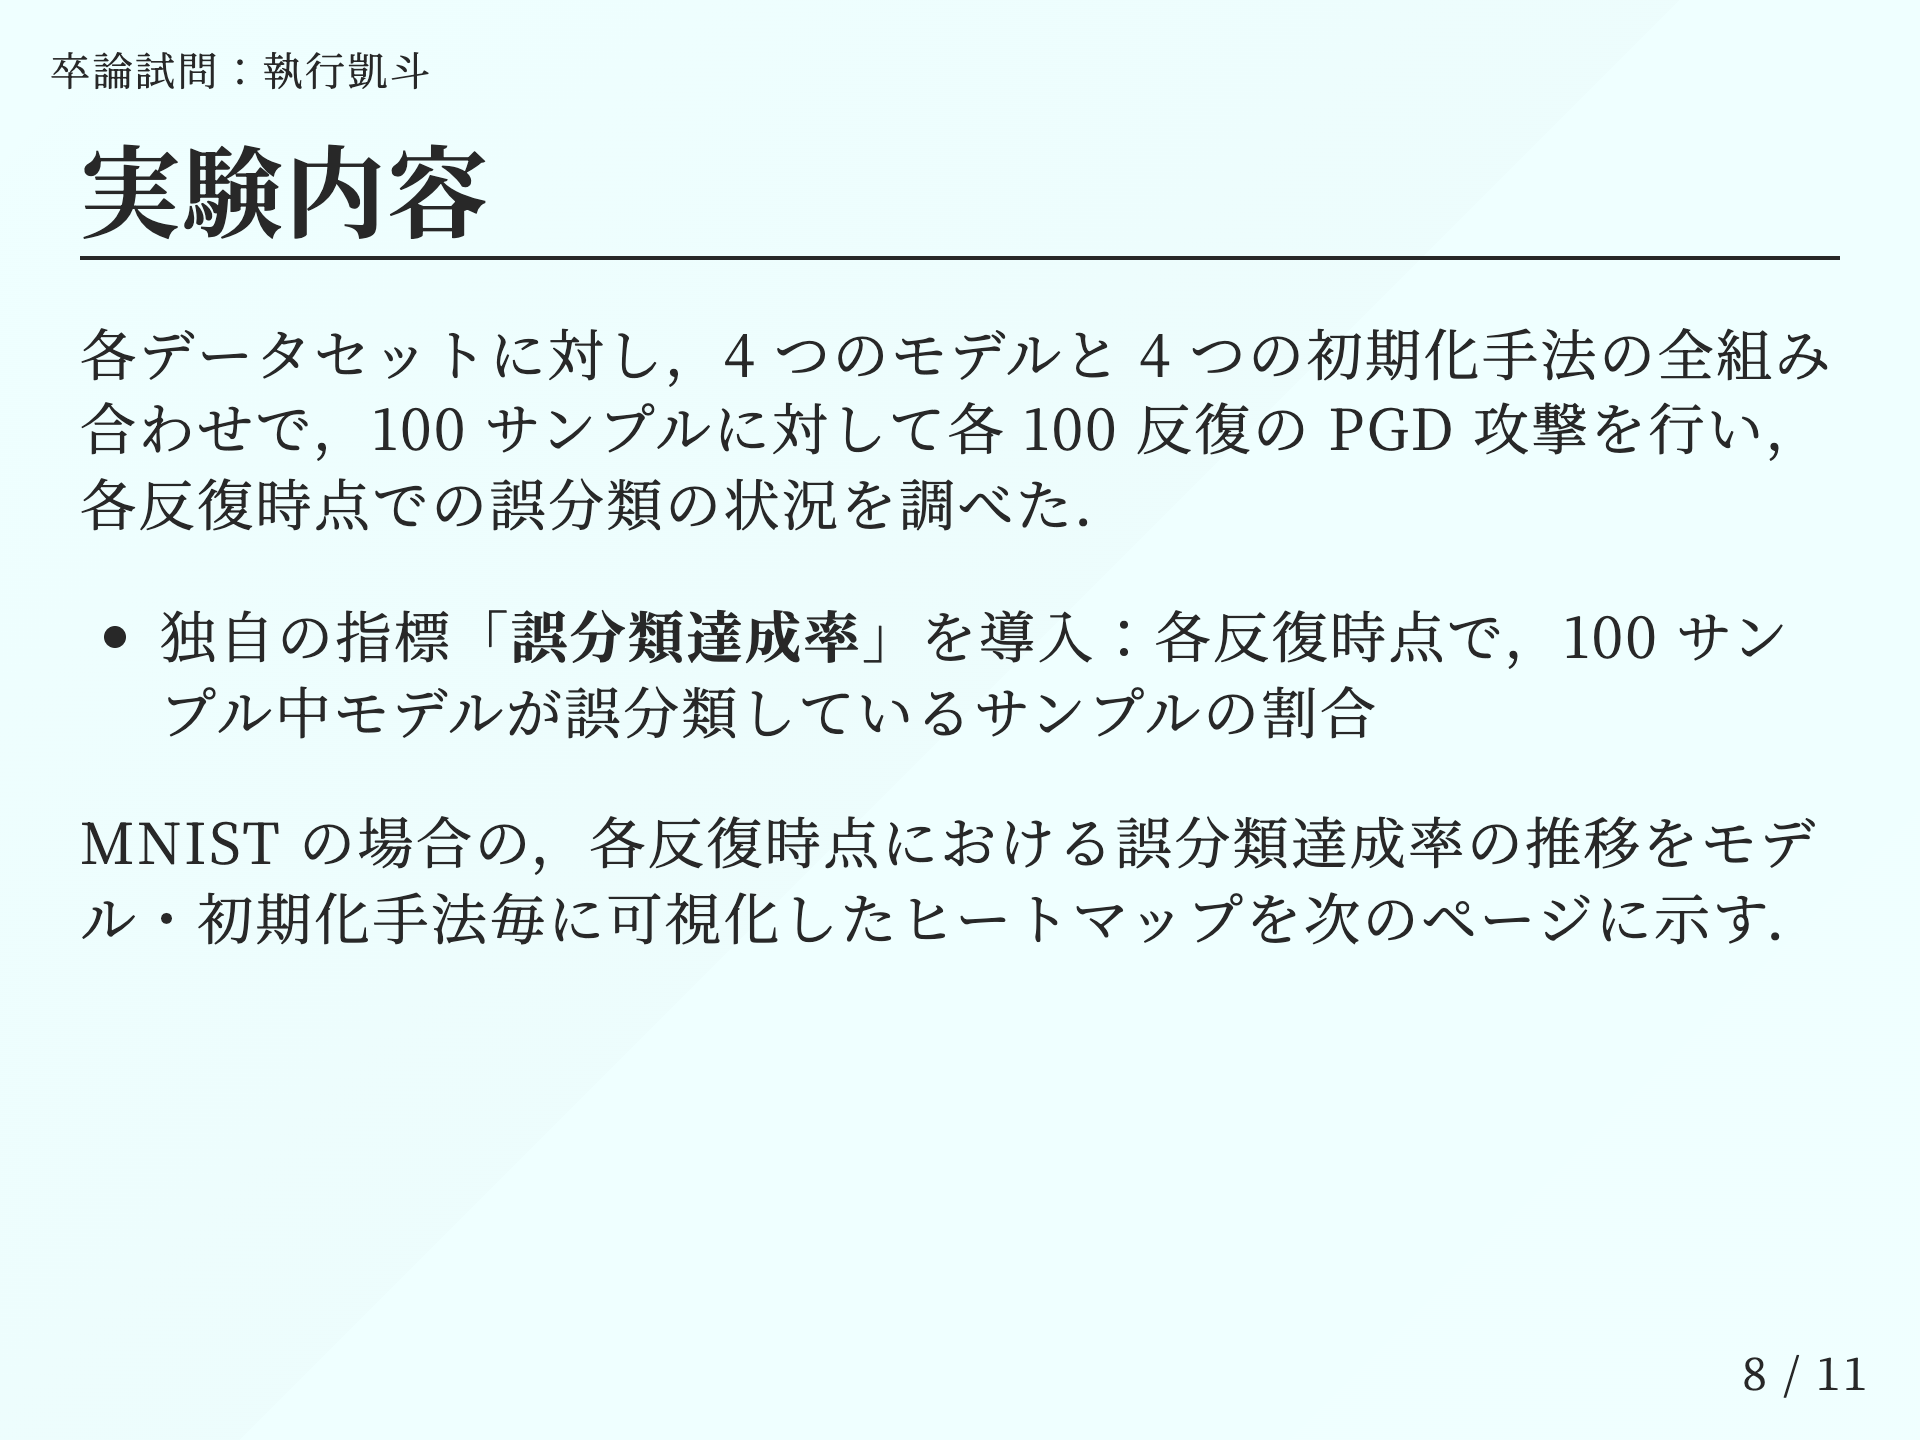 卒論試問：執行凱斗
実験内容
各データセットに対し，4 つのモデルと 4 つの初期化手法の全組み
合わせで，100 サンプルに対して各 100 反復の PGD 攻撃を行い，
各反復時点での誤分類の状況を調べた．
• 独自の指標「誤分類達成率」を導入：各反復時点で，100 サン
プル中モデルが誤分類しているサンプルの割合
MNIST の場合の，各反復時点における誤分類達成率の推移をモデ
ル・初期化手法毎に可視化したヒートマップを次のページに示す．
8 / 11